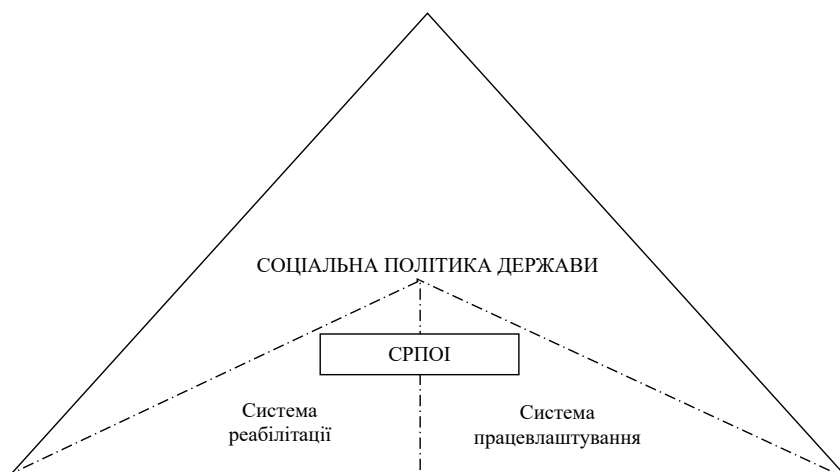 СОЦІАЛЬНА ПОЛІТИКА ДЕРЖАВИ
СРПОІ
Система
реабілітації
Система
працевлаштування